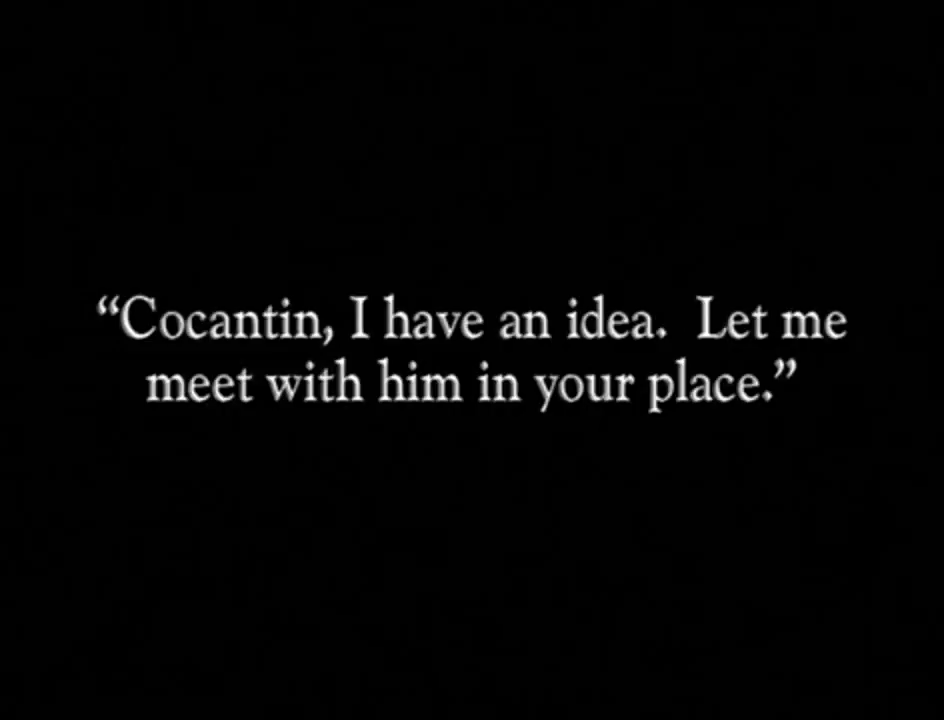 “Cocantin, I have an idea.  Let me
meet with him in your place.”